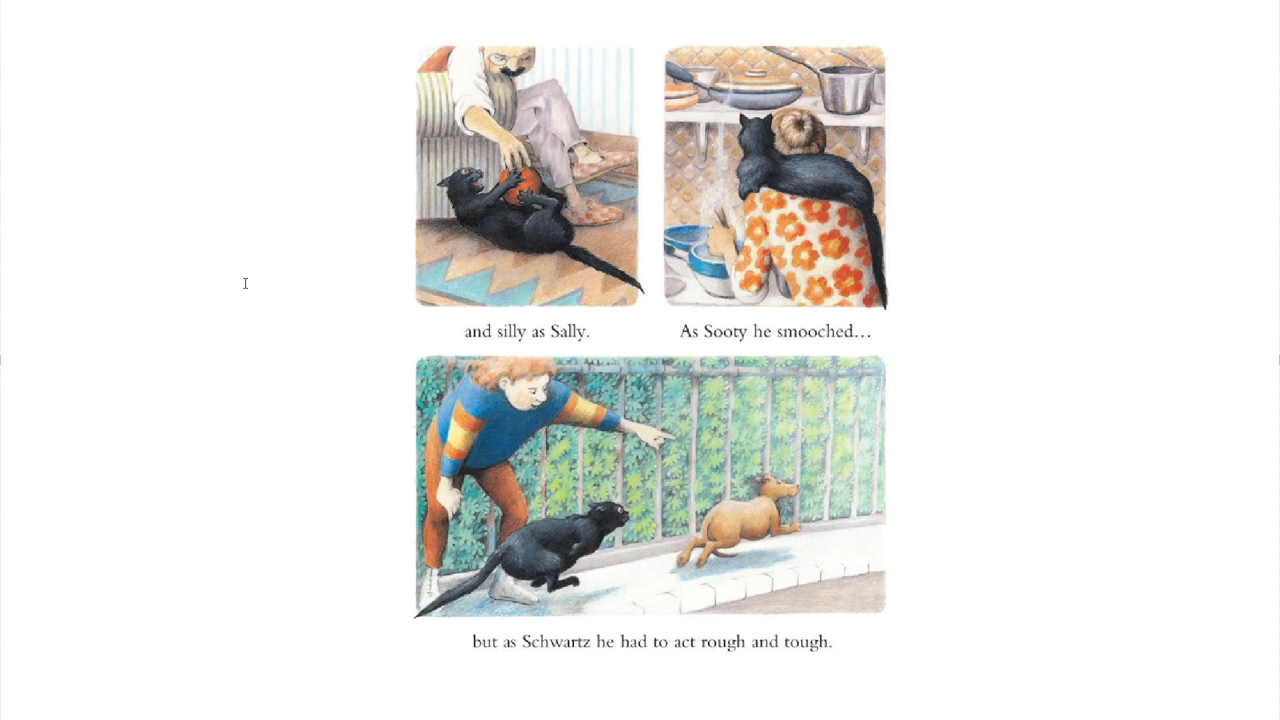 and silly as Sally.
As Sooty he smooched...
but as Schwartz he had to act rough and tough.